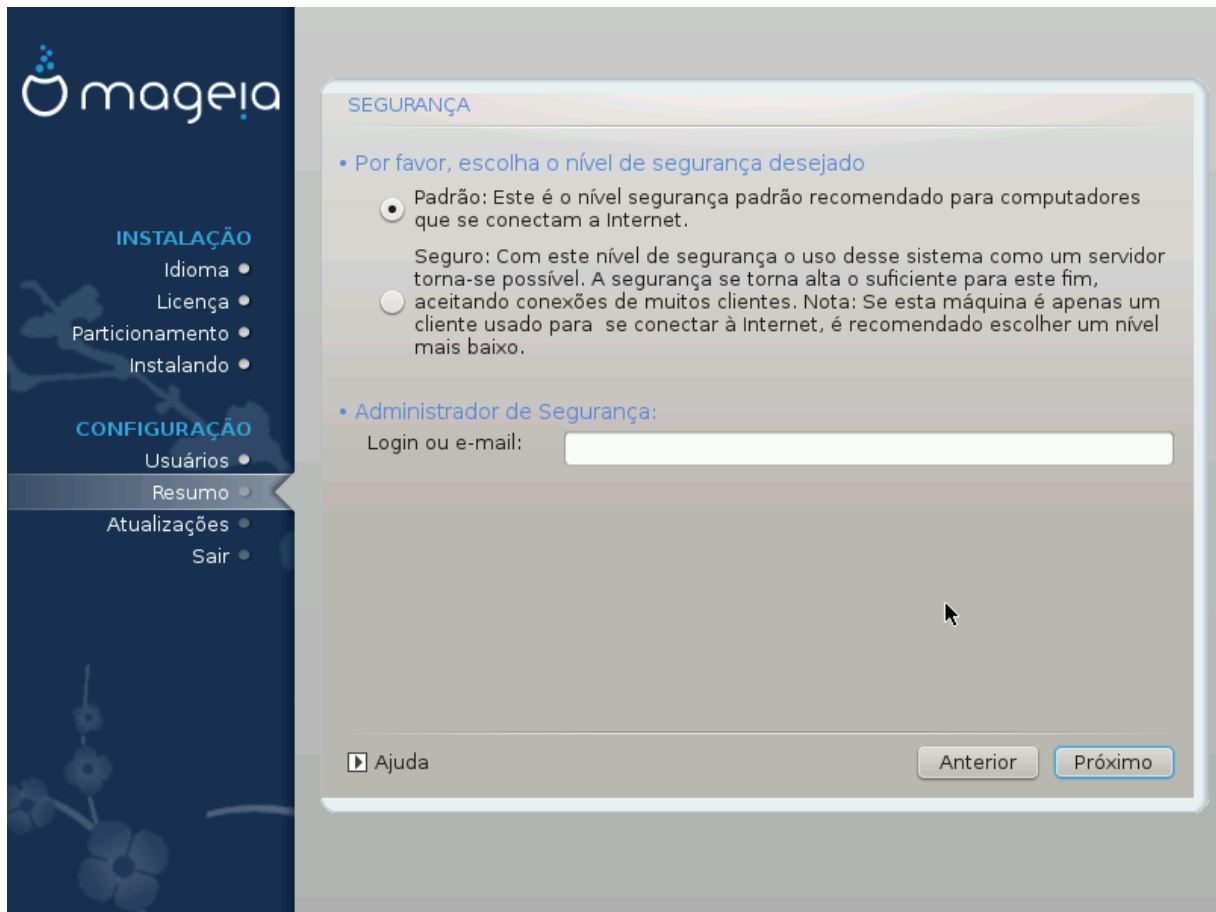 mageia
INSTALAÇÃO
Idioma
Licença
Particionamento
Instalando
CONFIGURAÇÃO
Usuários
Resumo
Atualizações
Sair
SEGURANÇA
• Por favor, escolha o nível de segurança desejado
Padrão: Este é o nível segurança padrão recomendado para computadores
que se conectam a Internet.
Seguro: Com este nível de segurança o uso desse sistema como um servidor
torna-se possível. A segurança se torna alta o suficiente para este fim,
aceitando conexões de muitos clientes. Nota: Se esta máquina é apenas um
cliente usado para  se conectar à Internet, é recomendado escolher um nível
mais baixo.
• Administrador de Segurança:
Login ou e-mail:
Ajuda
Anterior
Próximo